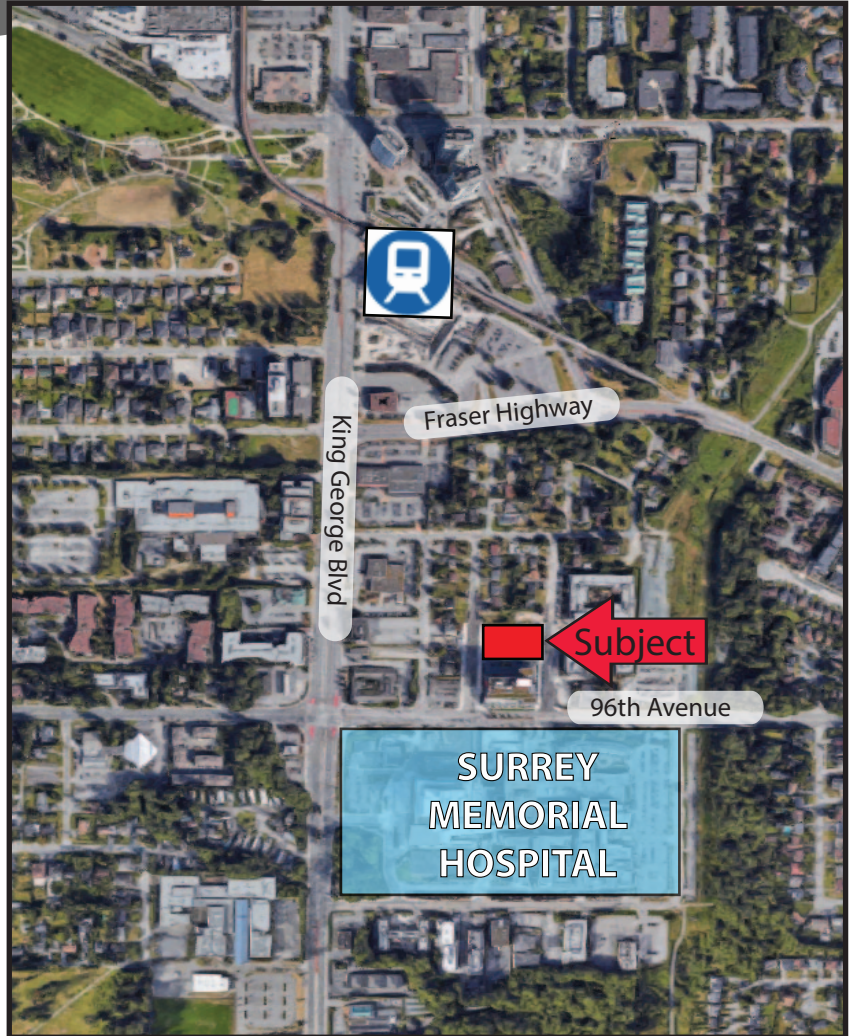 Fraser Highway
King George Blvd
Subject
96th Avenue
SURREY
MEMORIAL
HOSPITAL